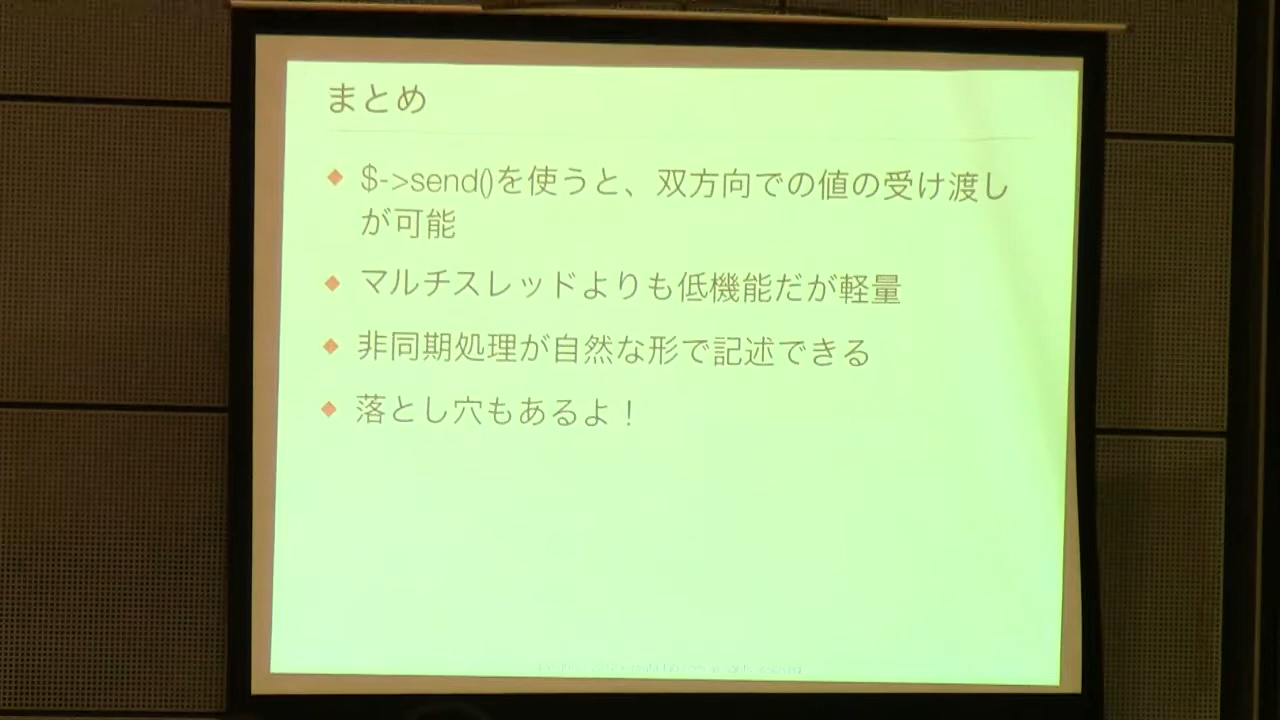 まとめ
$->send()を使うと、双方向での値の受け渡し
が可能
マルチスレッドよりも低機能だが軽量
非同期処理が自然な形で記述できる
落とし穴もあるよ！